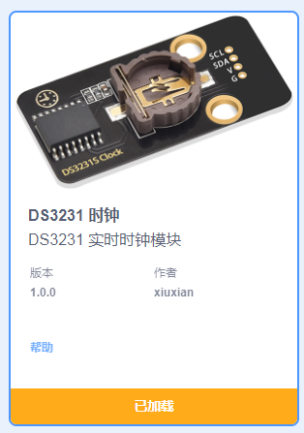 SCL
SDA
V
G
DS3231S Clock
DS3231 时钟
DS3231 实时时钟模块
版本
作者
1.0.0
xiuxian
帮助
已加载